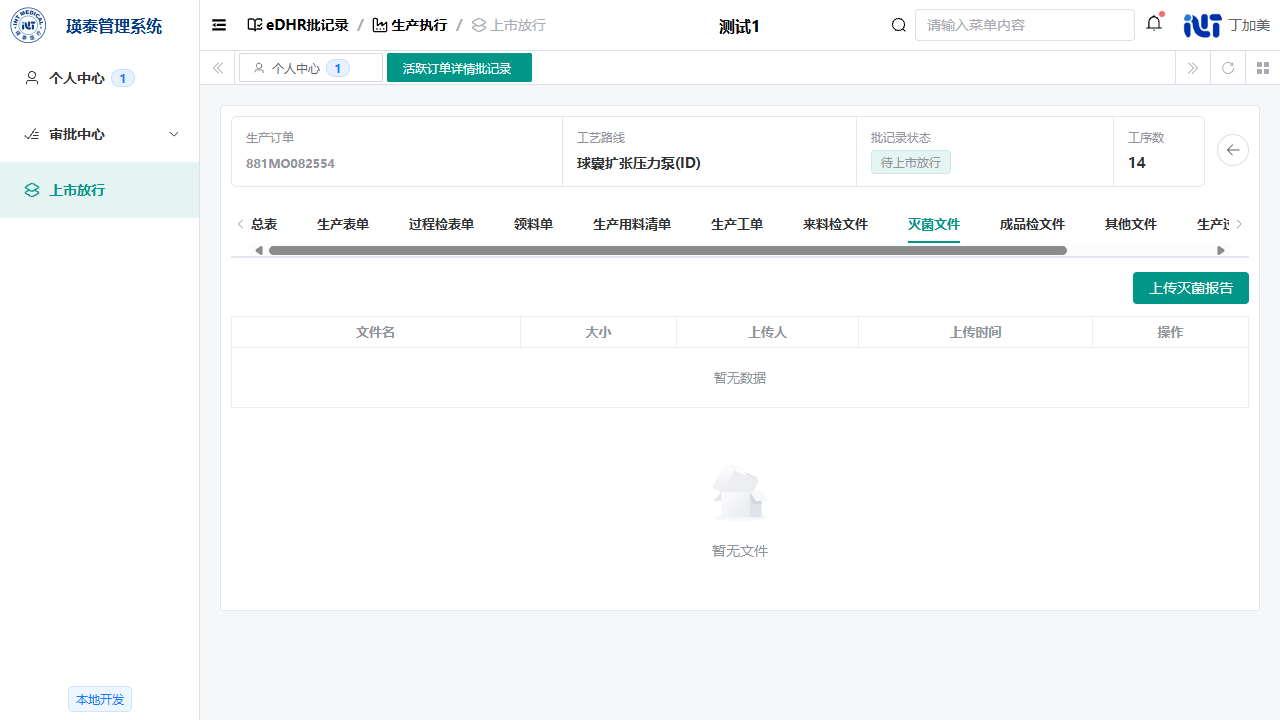 瑛泰管理系统
eDHR批记录 / 生产执行 / 上市放行
测试1
请输入菜单内容
丁加美
个人中心 1
审批中心
上市放行
个人中心 1
活跃订单详情批记录
生产订单
881MO082554
工艺路线
球囊扩张压力泵(ID)
批记录状态
待上市放行
工序数
14
总表 生产表单 过程检表单 领料单 生产用料清单 生产工单 来料检文件 灭菌文件 成品检文件 其他文件
上传灭菌报告
文件名 大小 上传人 上传时间 操作
暂无数据
暂无文件
本地开发